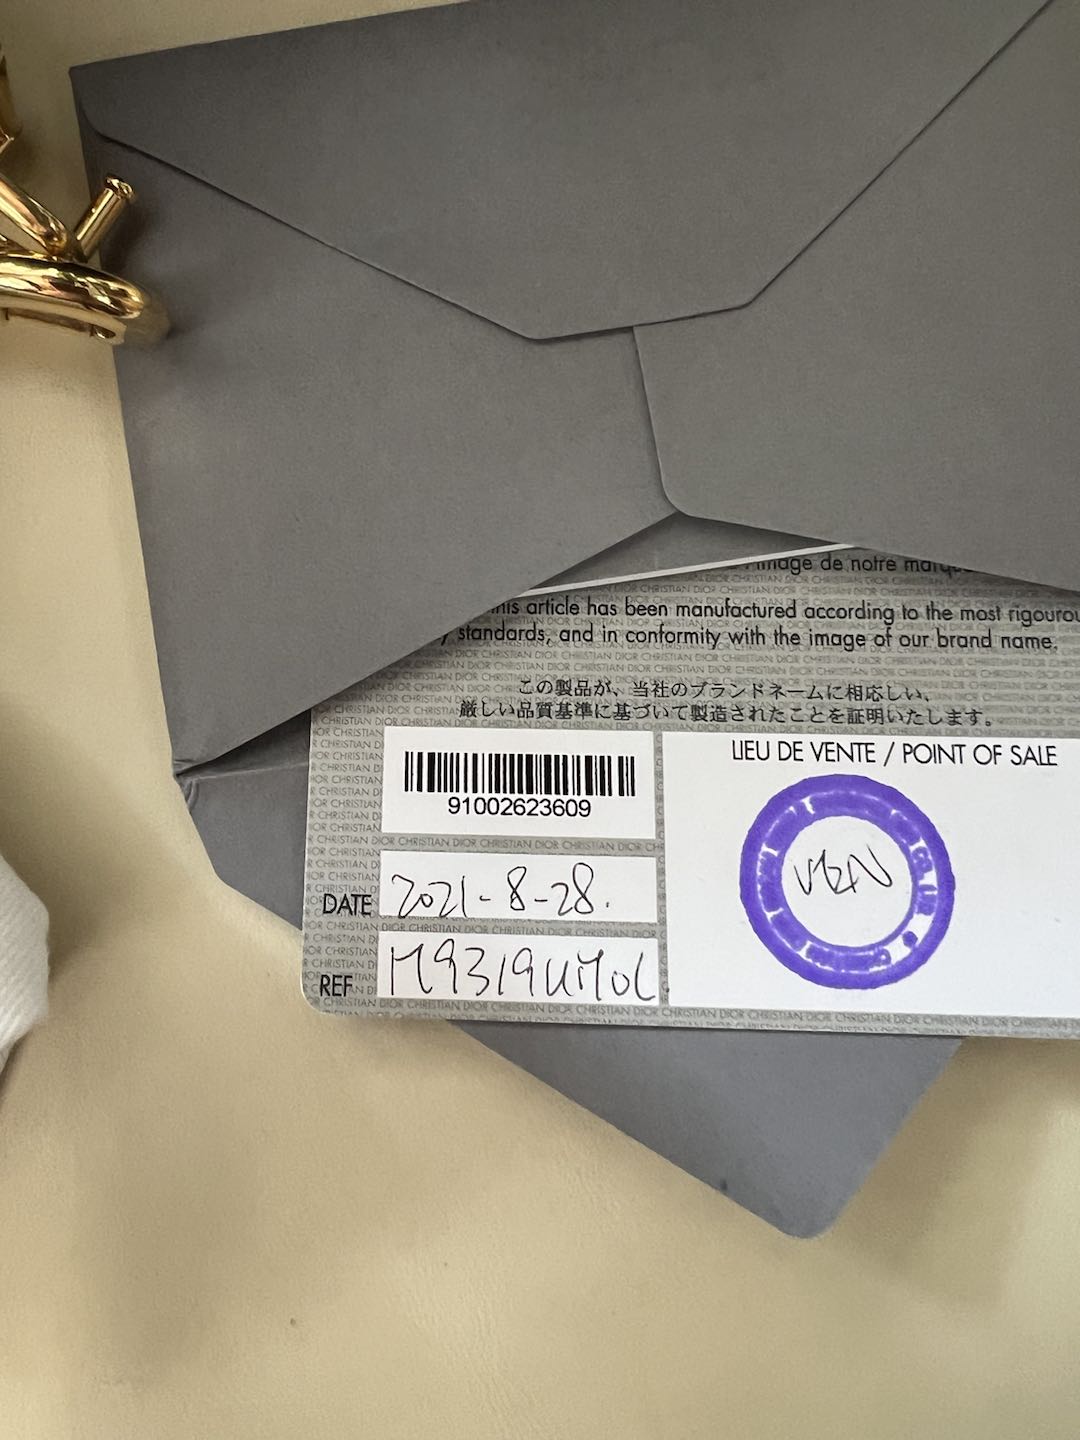 l'image de notre marque
This article has been manufactured according to the most rigourou
y standards, and in conformity with the image of our brand name.
この製品が、当社のブランドネームに相応しい、
厳しい品質基準に基づいて製造されたことを証明いたします。
LIEU DE VENTE / POINT OF SALE
91002623609
DATE 2021-8-28.
REF
CHRISTIAN DIOR